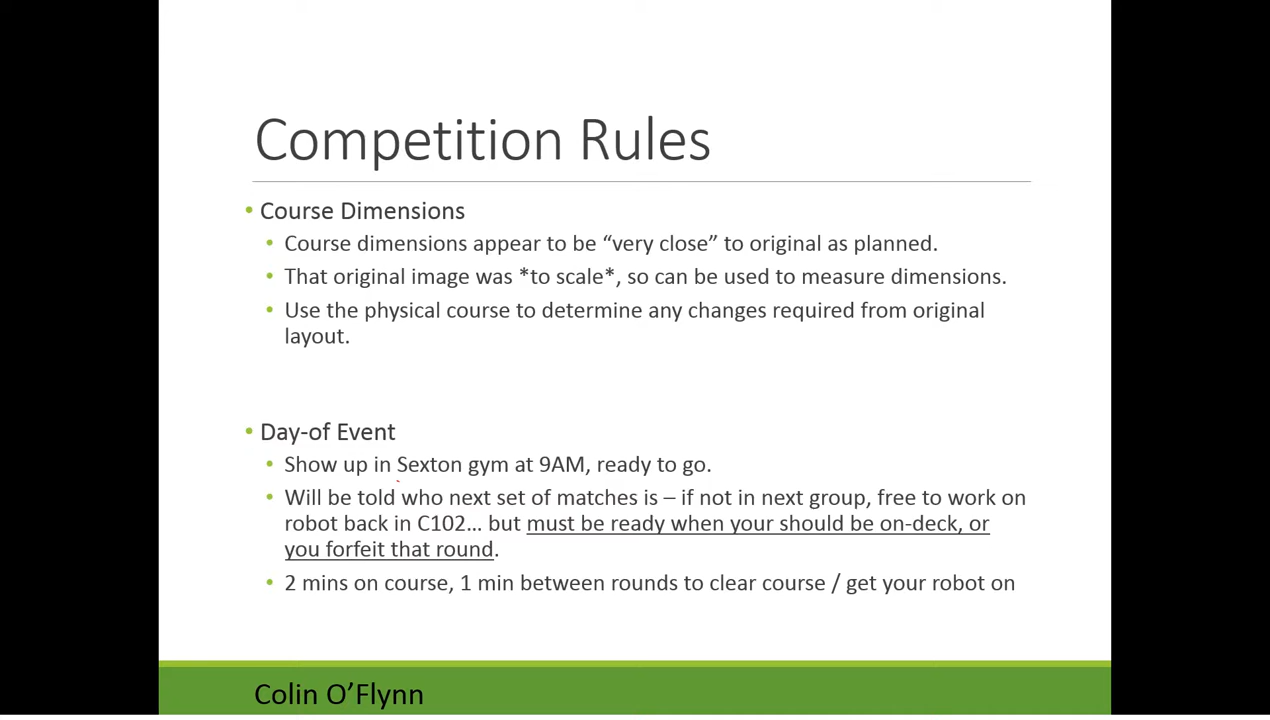 Competition Rules
• Course Dimensions
• Course dimensions appear to be “very close” to original as planned.
• That original image was *to scale*, so can be used to measure dimensions.
• Use the physical course to determine any changes required from original
layout.
• Day-of Event
• Show up in Sexton gym at 9AM, ready to go.
• Will be told who next set of matches is – if not in next group, free to work on
robot back in C102… but must be ready when your should be on-deck, or
you forfeit that round.
• 2 mins on course, 1 min between rounds to clear course / get your robot on
Colin O’Flynn